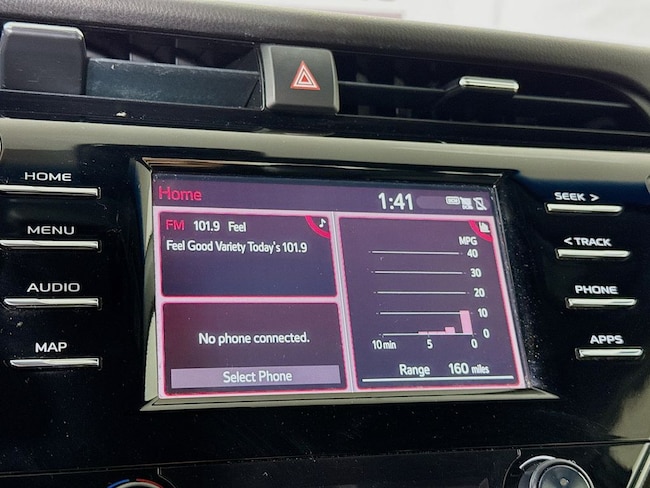 HOME
MENU
AUDIO
MAP
Home
1:41
FM 101.9 Feel
Feel Good Variety Today's 101.9
No phone connected.
Select Phone
MPG
40
30
20
10
0
10 min 5 0
Range 160 miles
SEEK >
< TRACK
PHONE
APPS